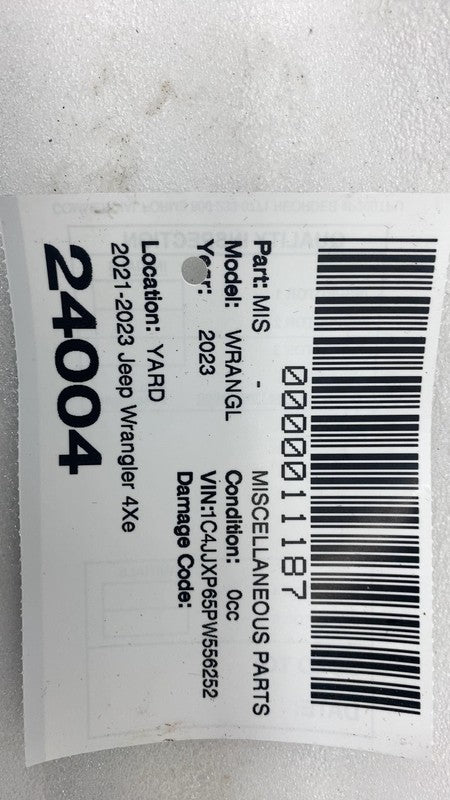 0000011187
Part: MIS - MISCELLANEOUS PARTS
Model: WRANGL Condition: 0cc
Year: 2023 VIN:1C4JJXP65PW556252
Damage Code:
Location: YARD
2021-2023 Jeep Wrangler 4Xe
24004